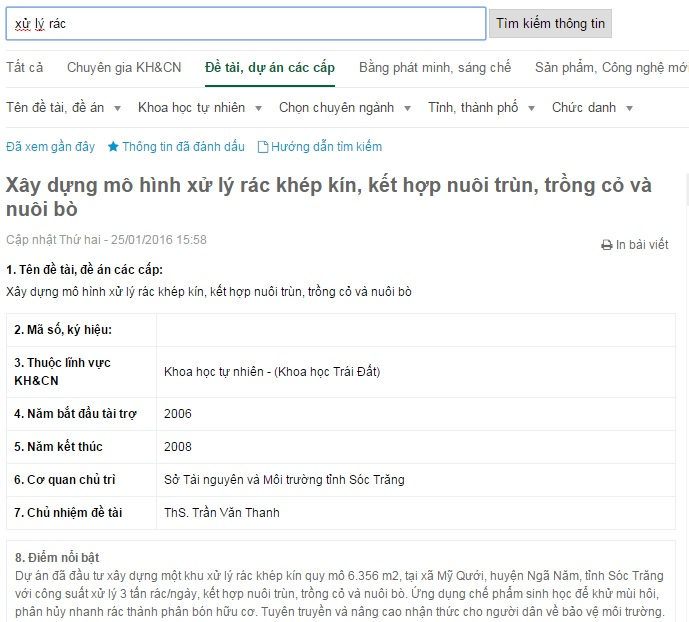 xử lý rác
Tìm kiếm thông tin
Tất cả Chuyên gia KH&CN Đề tài, dự án các cấp Bằng phát minh, sáng chế Sản phẩm, Công nghệ mới
Tên đề tài, đề án Khoa học tự nhiên Chọn chuyên ngành Tỉnh, thành phố Chức danh
Đã xem gần đây Thông tin đã đánh dấu Hướng dẫn tìm kiếm
Xây dựng mô hình xử lý rác khép kín, kết hợp nuôi trùn, trồng cỏ và
nuôi bò
Cập nhật Thứ hai - 25/01/2016 15:58
In bài viết
1. Tên đề tài, đề án các cấp:
Xây dựng mô hình xử lý rác khép kín, kết hợp nuôi trùn, trồng cỏ và nuôi bò
2. Mã số, ký hiệu:
3. Thuộc lĩnh vực
KH&CN
Khoa học tự nhiên - (Khoa học Trái Đất)
4. Năm bắt đầu tài trợ 2006
5. Năm kết thúc 2008
6. Cơ quan chủ trì Sở Tài nguyên và Môi trường tỉnh Sóc Trăng
7. Chủ nhiệm đề tài ThS. Trần Văn Thanh
8. Điểm nổi bật
Dự án đã đầu tư xây dựng một khu xử lý rác khép kín quy mô 6.356 m2, tại xã Mỹ Qưới, huyện Ngã Năm, tỉnh Sóc Trăng
với công suất xử lý 3 tấn rác/ngày, kết hợp nuôi trùn, trồng cỏ và nuôi bò. Ứng dụng chế phẩm sinh học để khử mùi hôi,
phân hủy nhanh rác thành phân bón hữu cơ. Tuyên truyền và nâng cao nhận thức cho người dân về bảo vệ môi trường.